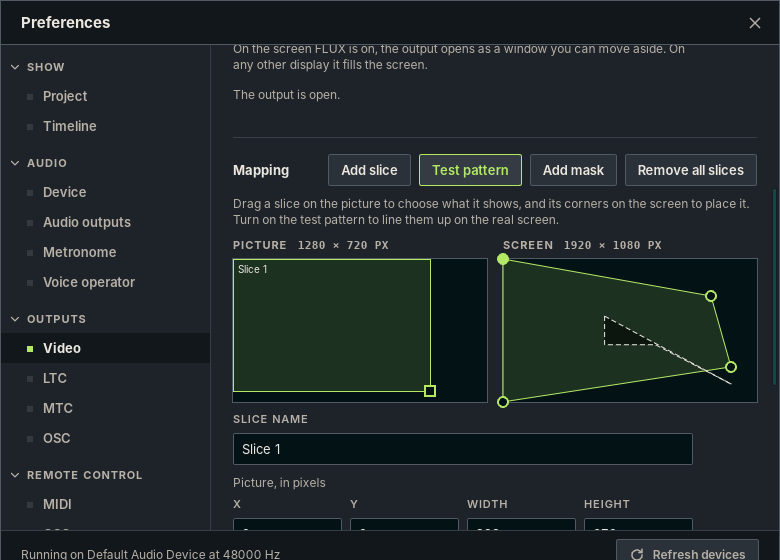 Preferences
SHOW
Project
Timeline
AUDIO
Device
Audio outputs
Metronome
Voice operator
OUTPUTS
Video
LTC
MTC
OSC
REMOTE CONTROL
MIDI
On the screen FLUX is on, the output opens as a window you can move aside. On
any other display it fills the screen.
The output is open.
Mapping
Add slice
Test pattern
Add mask
Remove all slices
Drag a slice on the picture to choose what it shows, and its corners on the screen to place it.
Turn on the test pattern to line them up on the real screen.
PICTURE 1280 × 720 PX
SCREEN 1920 × 1080 PX
Slice 1
SLICE NAME
Slice 1
Picture, in pixels
X
Y
WIDTH
HEIGHT
Running on Default Audio Device at 48000 Hz
Refresh devices